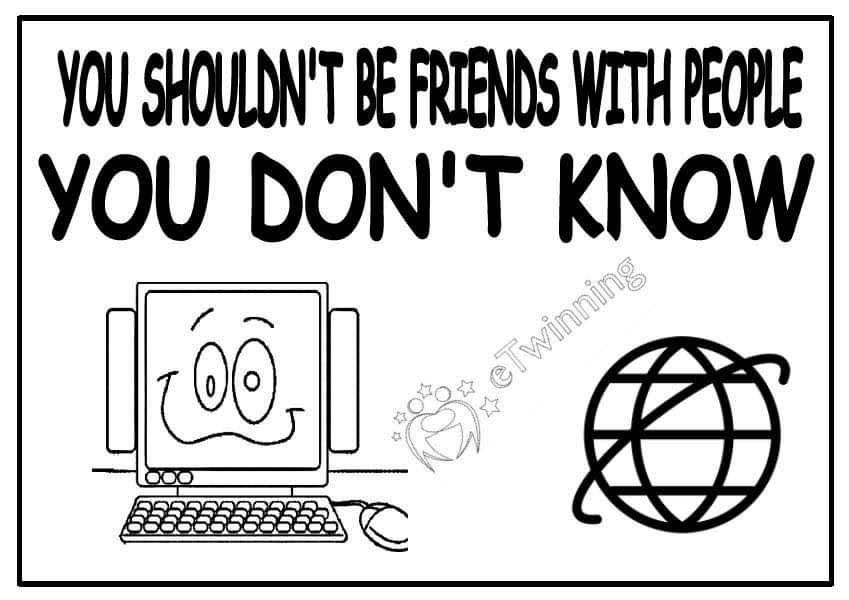 YOU SHOULDN'T BE FRIENDS WITH PEOPLE
YOU DON'T KNOW
eTwinning